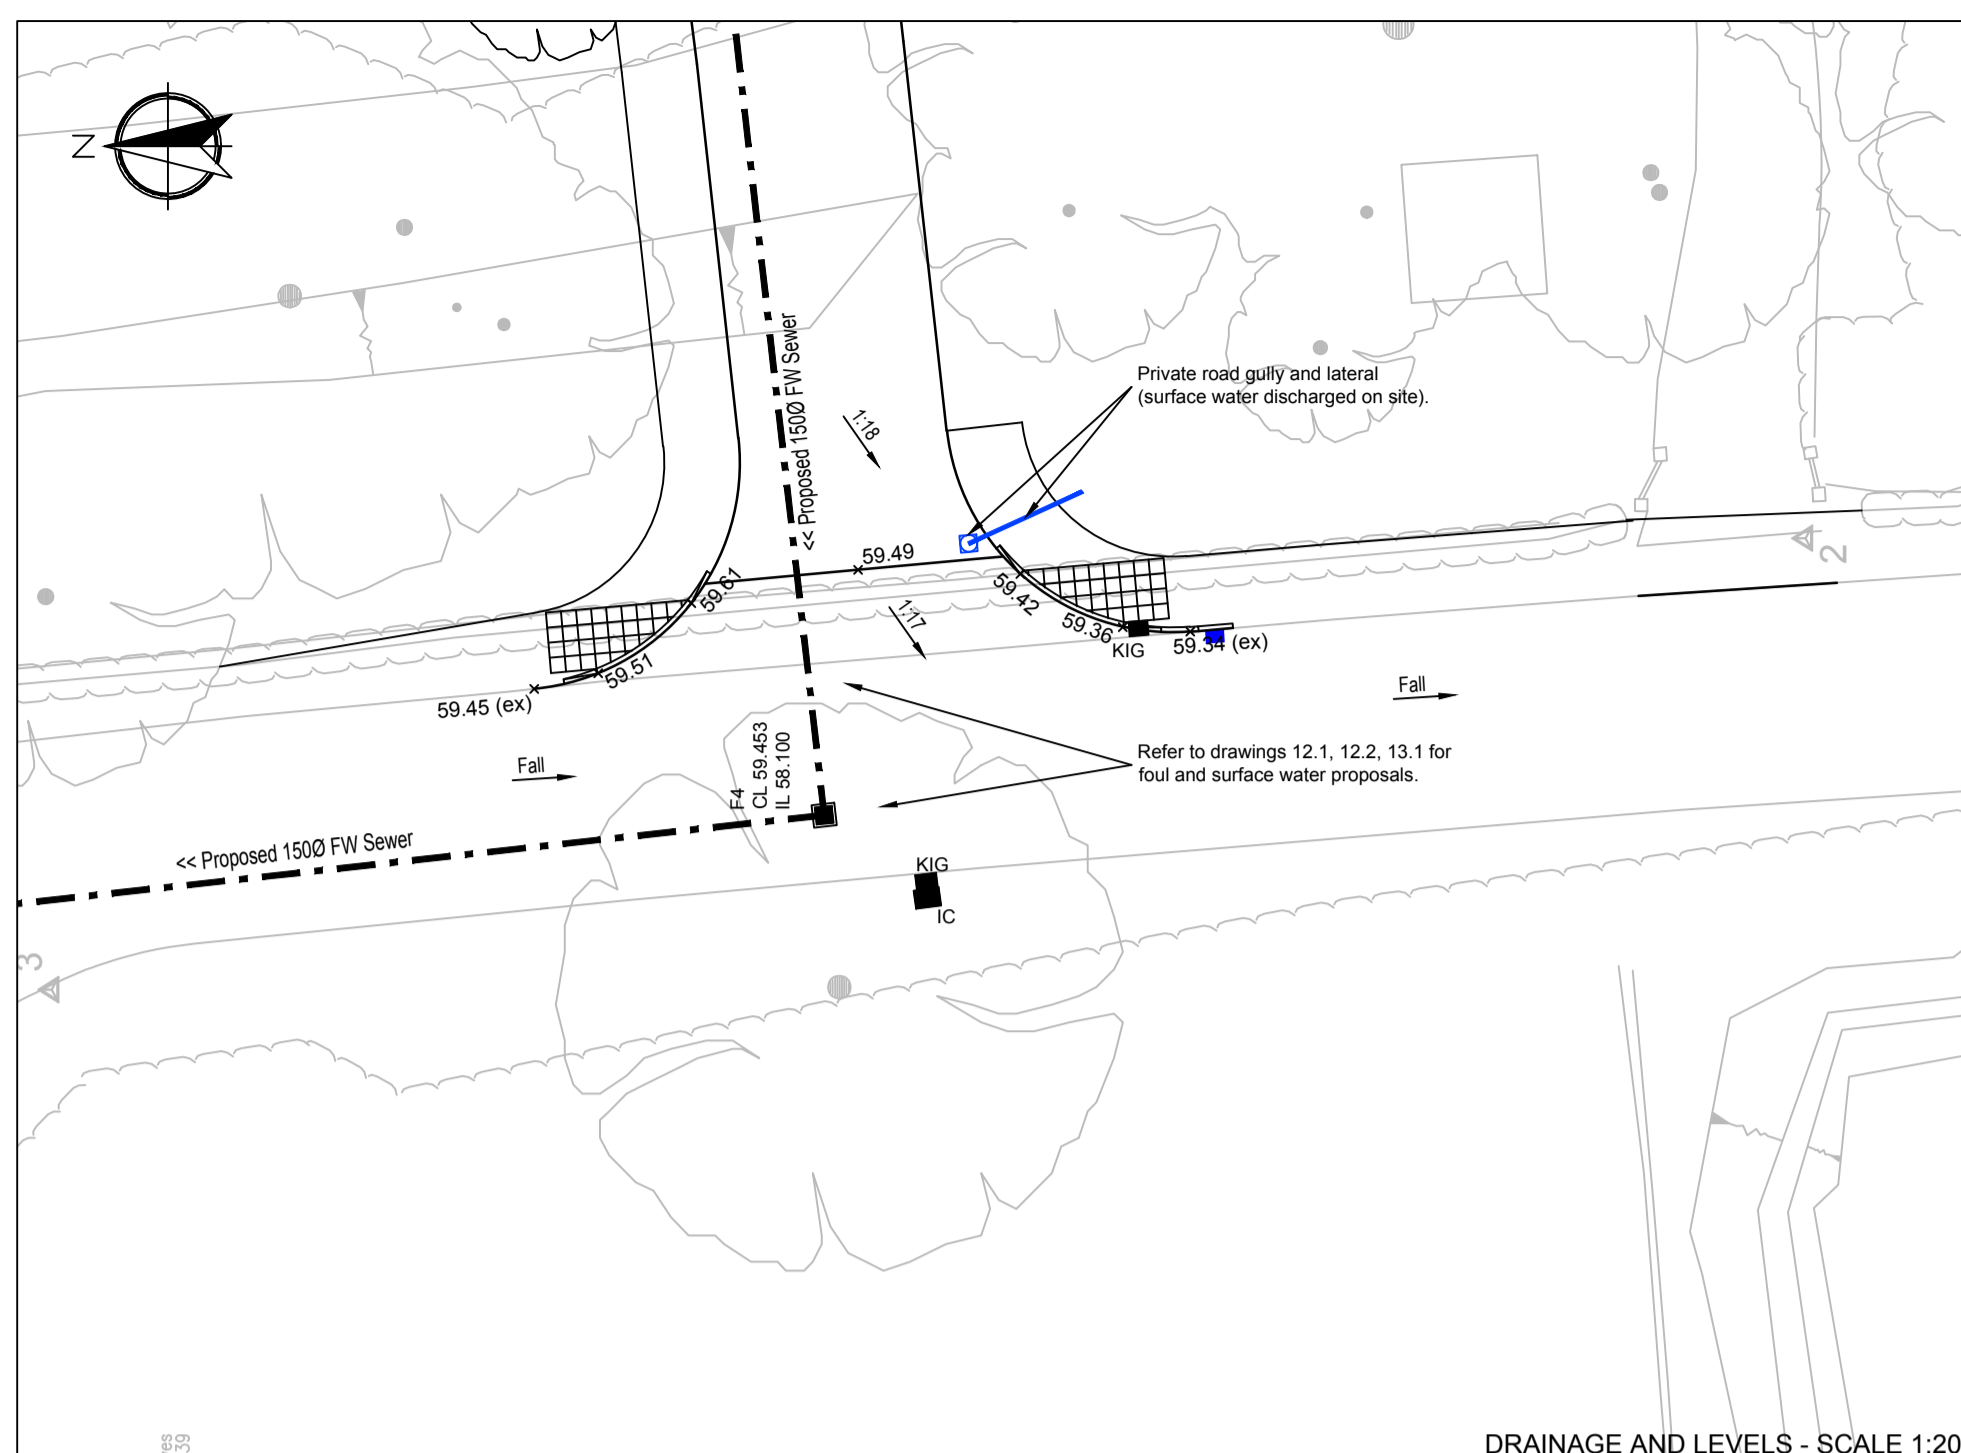 N
Private road gully and lateral
(surface water discharged on site).
<< Proposed 150Ø FW Sewer
1:18
59.49
59.61
59.42
59.36
KIG
59.34 (ex)
1:17
59.51
59.45 (ex)
2
Fall
Fall
F4
CL 59.453
IL 58.100
Refer to drawings 12.1, 12.2, 13.1 for
foul and surface water proposals.
<< Proposed 150Ø FW Sewer
KIG
IC
3
39
DRAINAGE AND LEVELS - SCALE 1:20